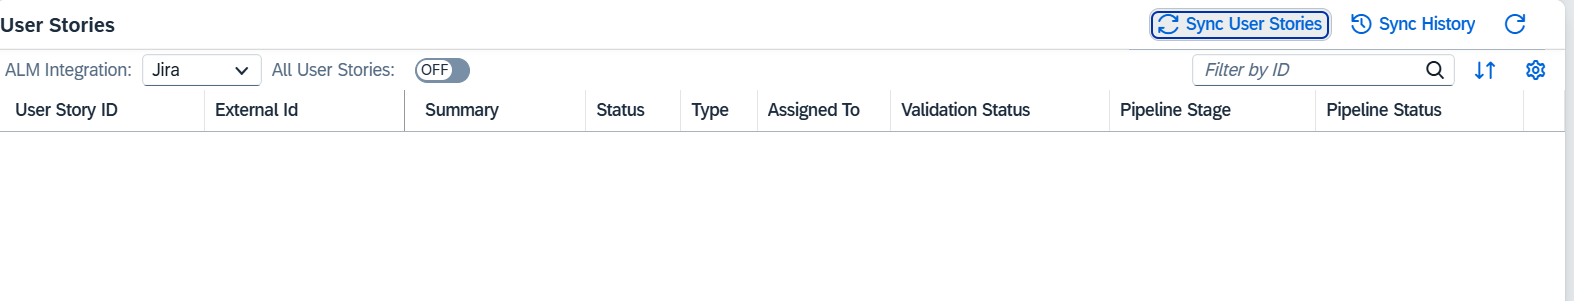 User Stories Sync User Stories Sync History
ALM Integration: Jira All User Stories: OFF Filter by ID
User Story ID External Id Summary Status Type Assigned To Validation Status Pipeline Stage Pipeline Status